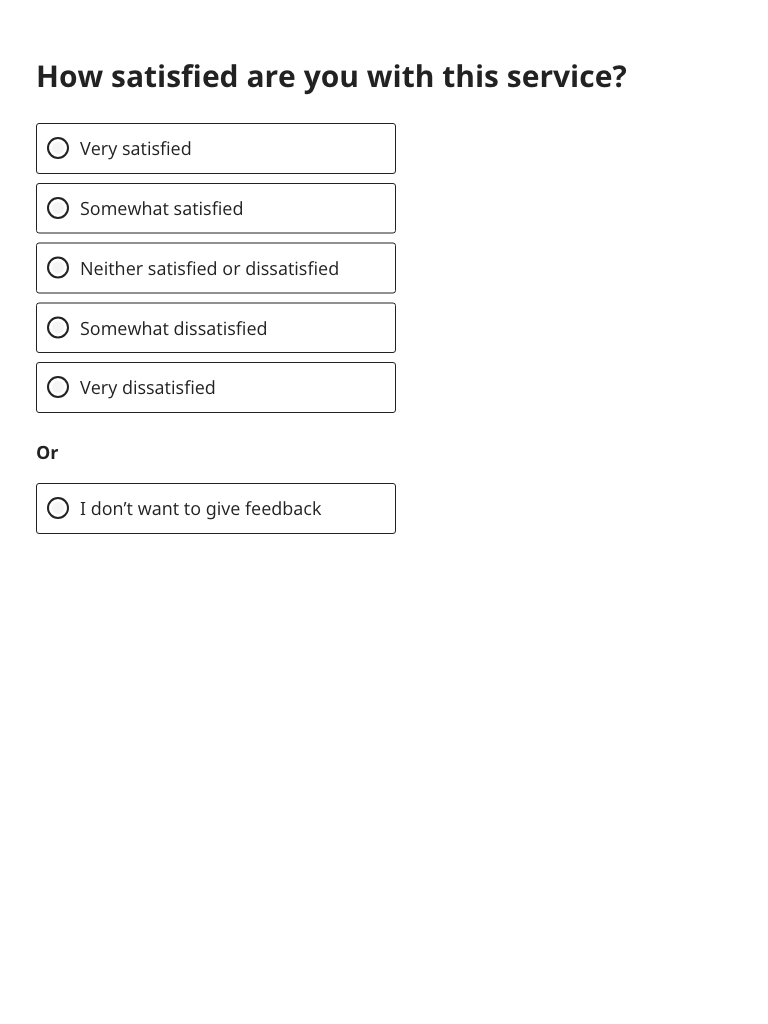 How satisfied are you with this service?
Very satisfied
Somewhat satisfied
Neither satisfied or dissatisfied
Somewhat dissatisfied
Very dissatisfied
Or
I don’t want to give feedback